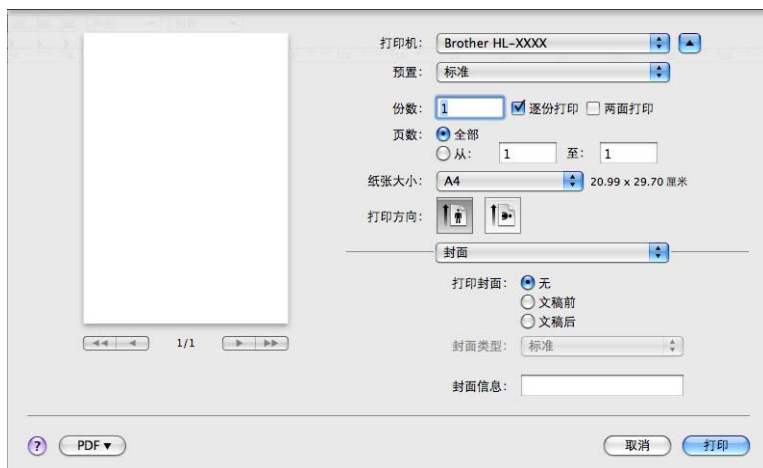 打印机: Brother HL-XXXX
预置: 标准
份数: 1 逐份打印 两面打印
页数: 全部
从: 1 至: 1
纸张大小: A4 20.99 x 29.70 厘米
打印方向:
封面
打印封面: 无
文稿前
文稿后
封面类型: 标准
封面信息:
1/1
? PDF▼ 取消 打印